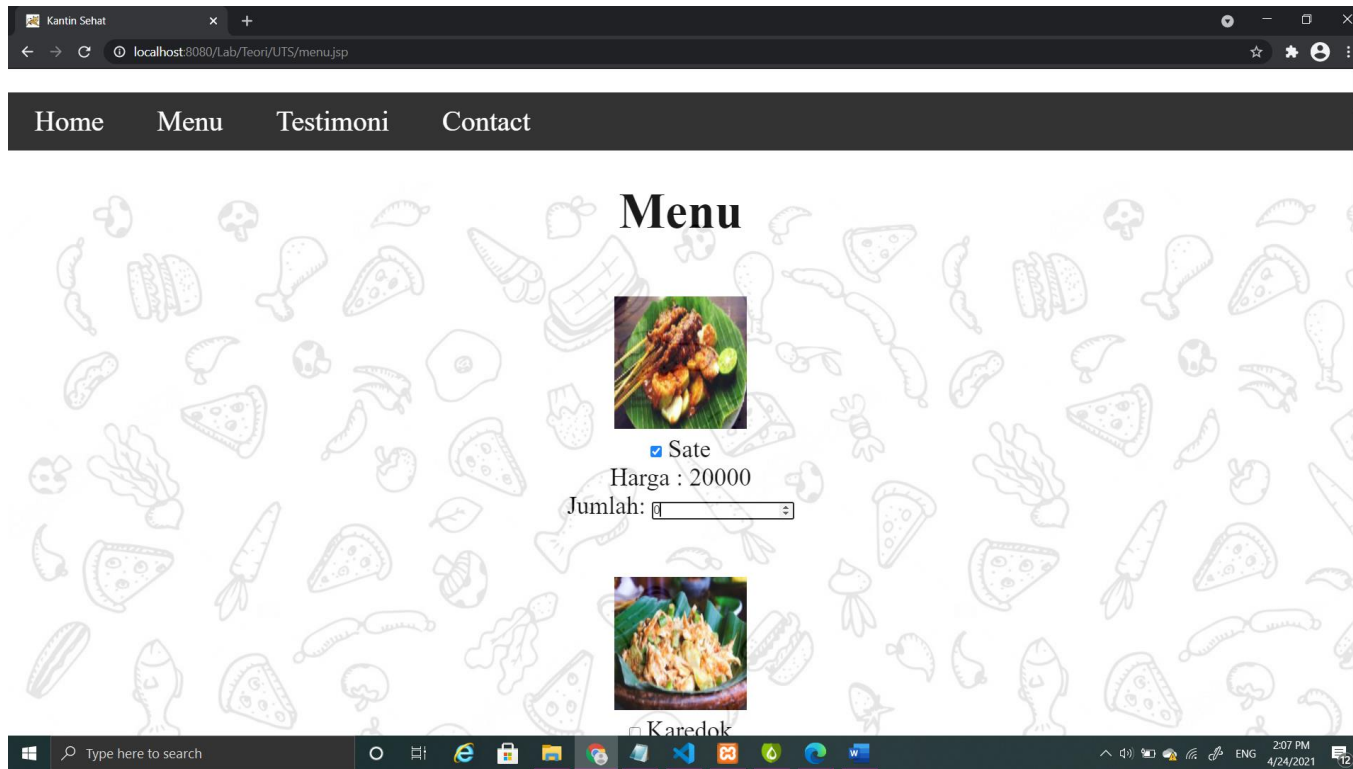 Kantin Sehat
localhost:8080/Lab/Teori/UTS/menu.jsp
Home Menu Testimoni Contact
Menu
Sate
Harga : 20000
Jumlah: 0
Karedok
Type here to search
ENG
2:07 PM
4/24/2021
12